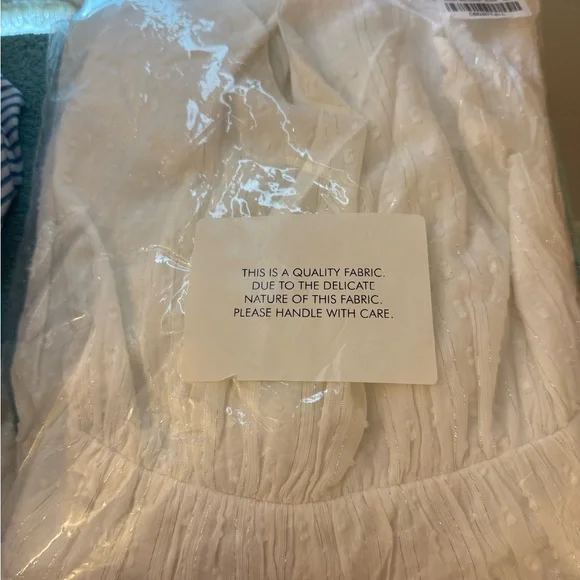 THIS IS A QUALITY FABRIC.
DUE TO THE DELICATE
NATURE OF THIS FABRIC.
PLEASE HANDLE WITH CARE.